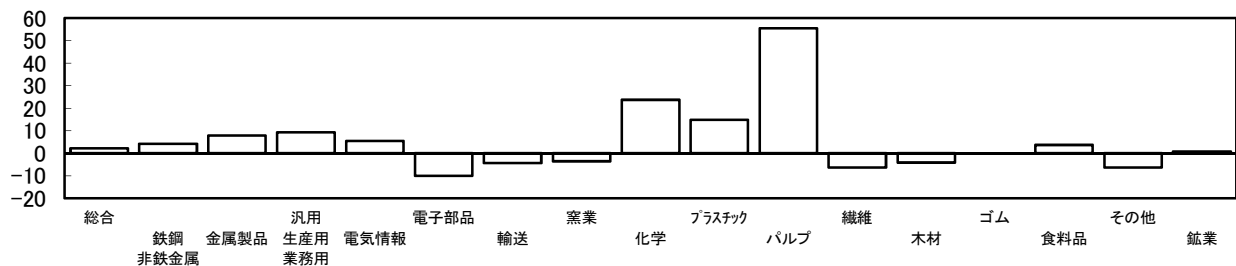 60
50
40
30
20
10
0
-10
-20
総合
鉄鋼
非鉄金属
金属製品
汎用
生産用
業務用
電気情報
電子部品
輸送
窯業
化学
プラスチック
パルプ
繊維
木材
ゴム
食料品
その他
鉱業